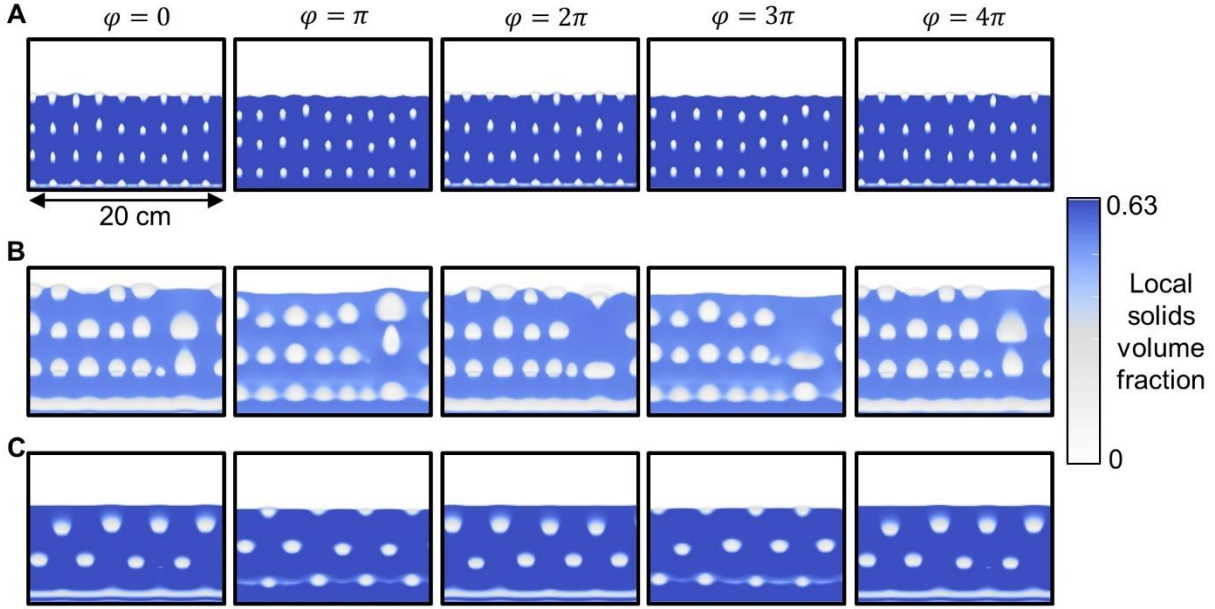 A
φ = 0
φ = π
φ = 2π
φ = 3π
φ = 4π
20 cm
B
0.63
Local
solids
volume
fraction
0
C